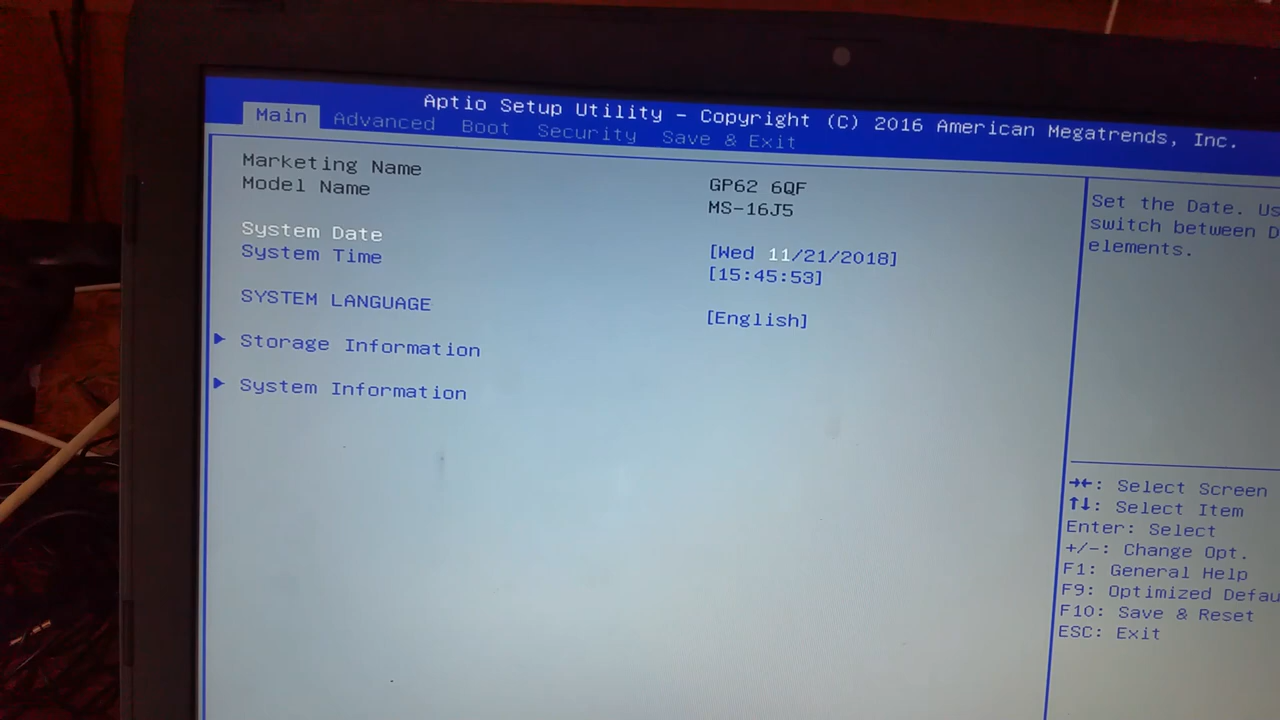 Aptio Setup Utility - Copyright (C) 2016 American Megatrends, Inc.
Main Advanced Boot Security Save & Exit
Marketing Name GP62 6QF
Model Name MS-16J5
System Date [Wed 11/21/2018]
System Time [15:45:53]
SYSTEM LANGUAGE [English]
Storage Information
System Information
Set the Date. Us
switch between D
elements.
→←: Select Screen
↑↓: Select Item
Enter: Select
+/-: Change Opt.
F1: General Help
F9: Optimized Defau
F10: Save & Reset
ESC: Exit